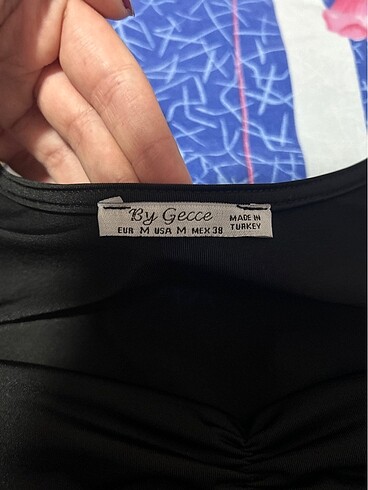 By Gecce
EUR M USA M MEX 38
MADE IN
TURKEY